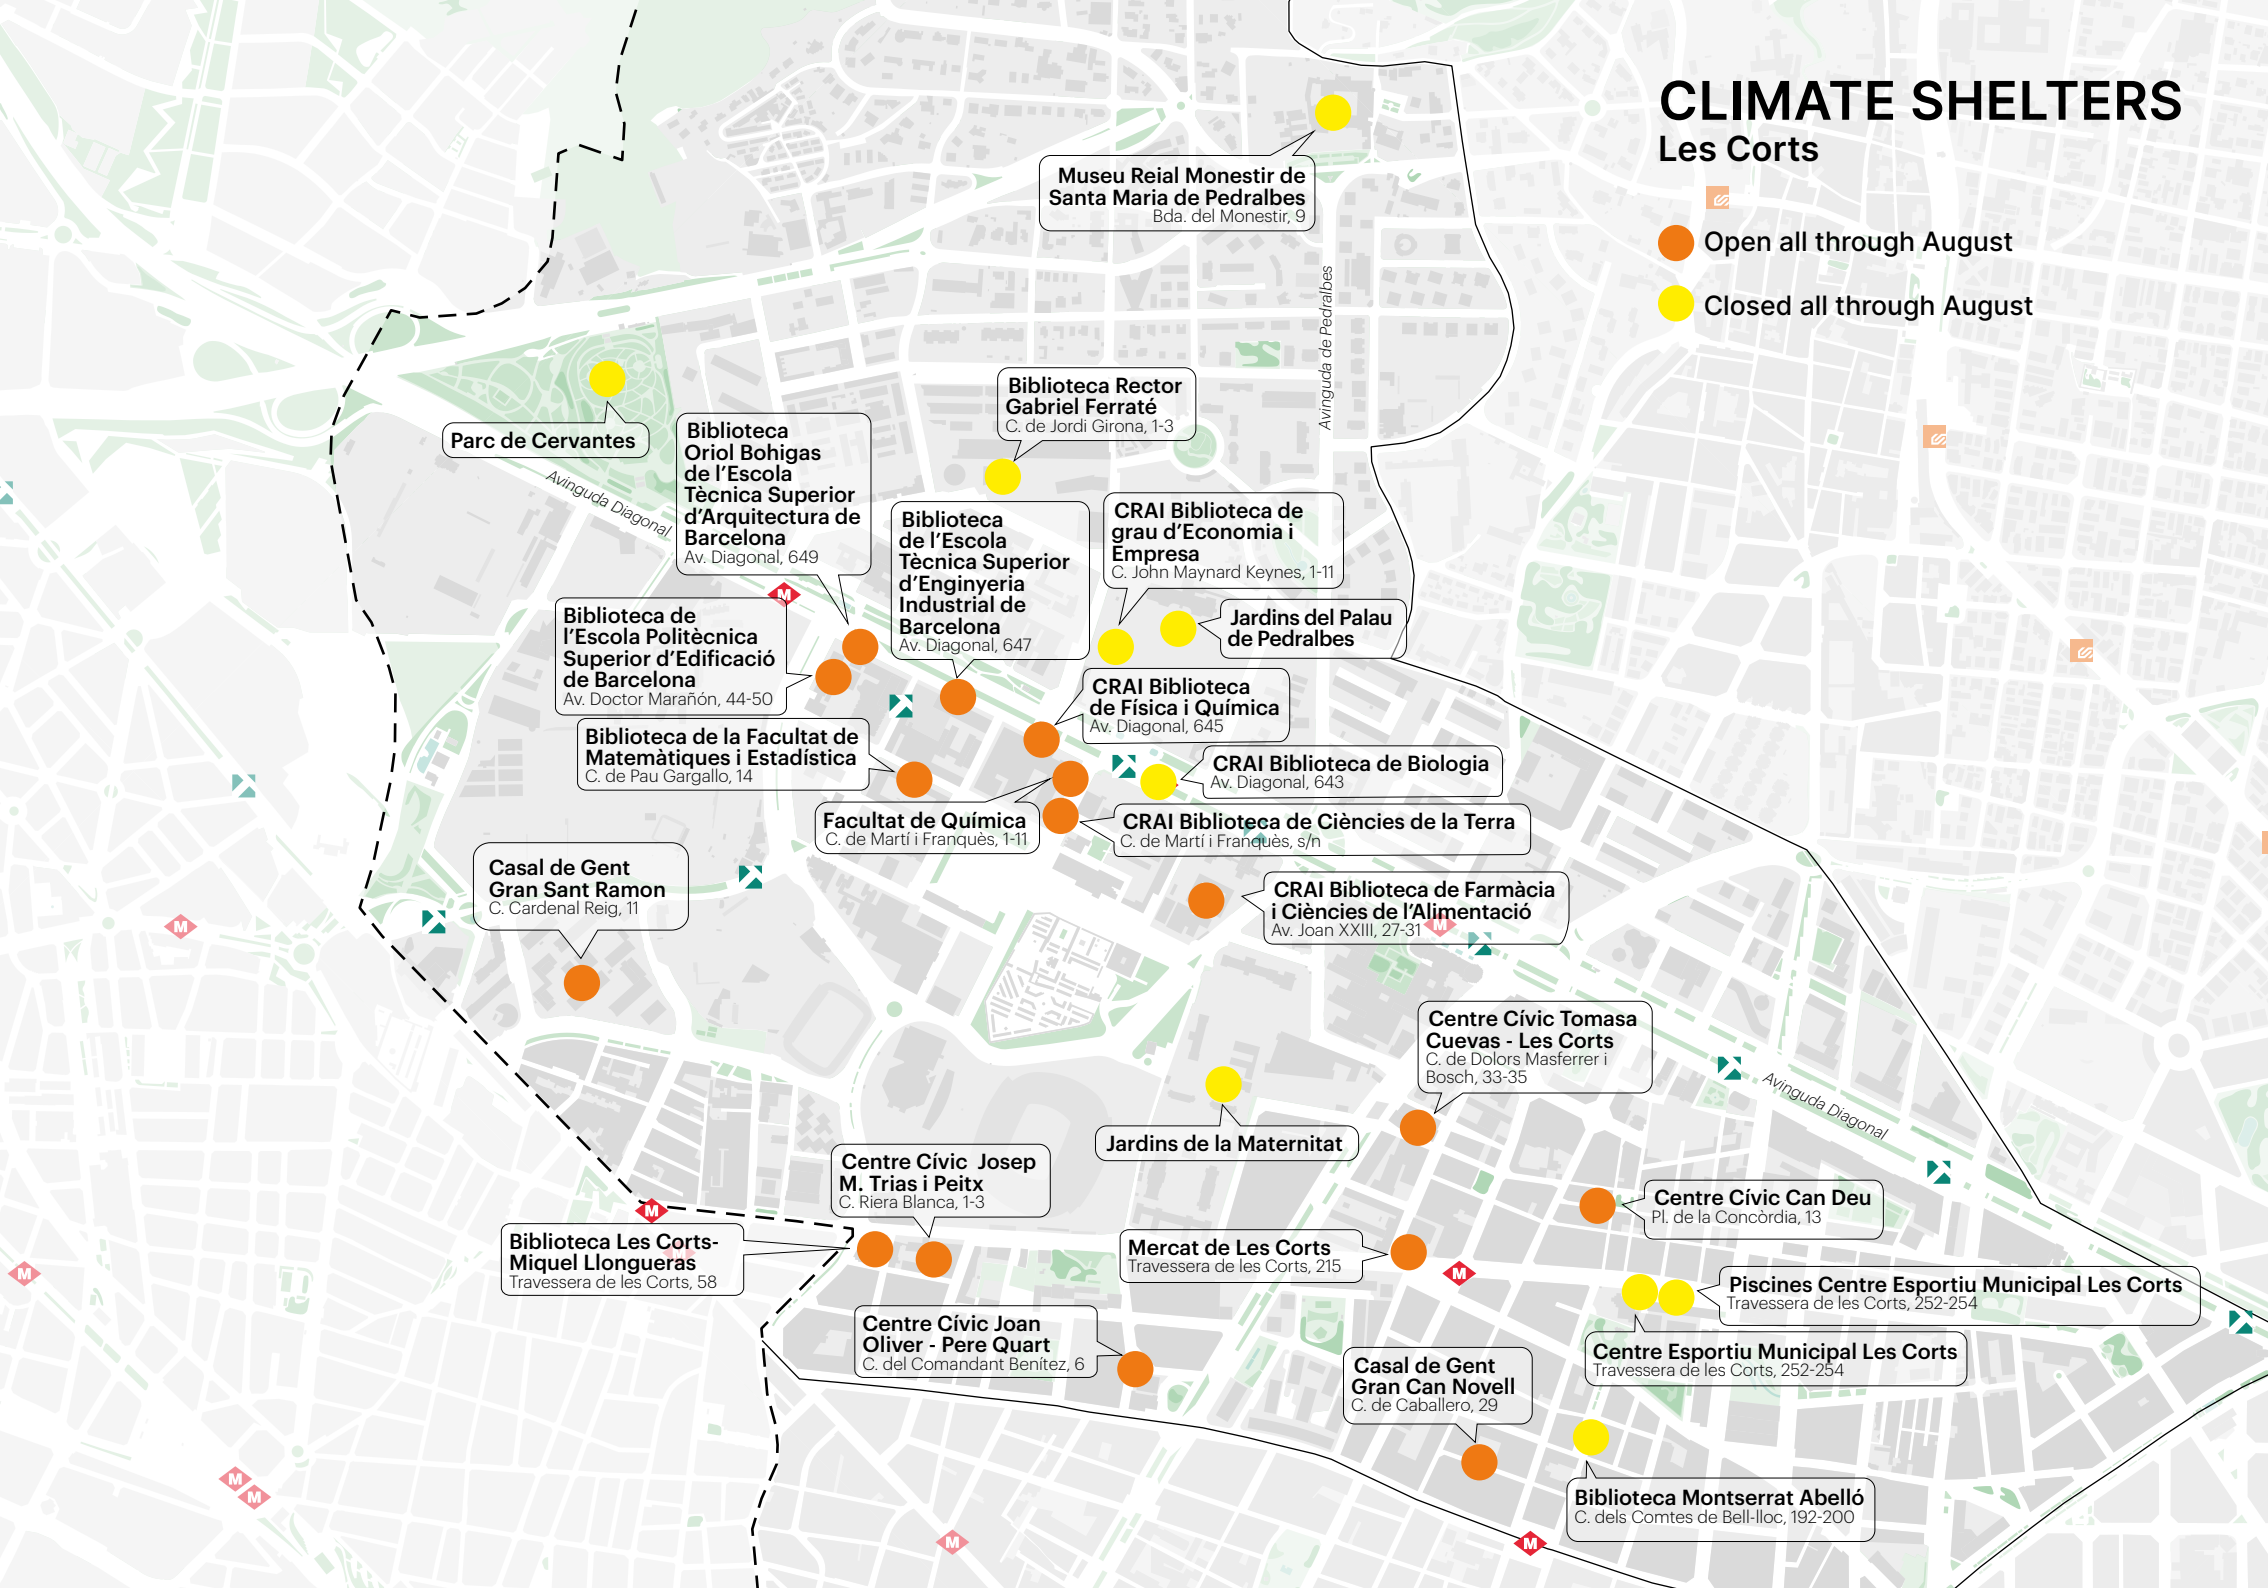 CLIMATE SHELTERS
Les Corts
Open all through August
Closed all through August
Museu Reial Monestir de
Santa Maria de Pedralbes
Bda. del Monestir, 9
Avinguda de Pedralbes
Parc de Cervantes
Avinguda Diagonal
Biblioteca
Oriol Bohigas
de l'Escola
Tècnica Superior
d'Arquitectura de
Barcelona
Av. Diagonal, 649
Biblioteca Rector
Gabriel Ferraté
C. de Jordi Girona, 1-3
Biblioteca
de l'Escola
Tècnica Superior
d'Enginyeria
Industrial de
Barcelona
Av. Diagonal, 647
CRAI Biblioteca de
grau d'Economia i
Empresa
C. John Maynard Keynes, 1-11
Jardins del Palau
de Pedralbes
M
Biblioteca de
l'Escola Politècnica
Superior d'Edificació
de Barcelona
Av. Doctor Marañón, 44-50
CRAI Biblioteca
de Física i Química
Av. Diagonal, 645
Biblioteca de la Facultat de
Matemàtiques i Estadística
C. de Pau Gargallo, 14
CRAI Biblioteca de Biologia
Av. Diagonal, 643
Facultat de Química
C. de Martí i Franquès, 1-11
CRAI Biblioteca de Ciències de la Terra
C. de Martí i Franquès, s/n
Casal de Gent
Gran Sant Ramon
C. Cardenal Reig, 11
CRAI Biblioteca de Farmàcia
i Ciències de l'Alimentació
Av. Joan XXIII, 27-31
M
M
Centre Cívic Tomasa
Cuevas - Les Corts
C. de Dolors Masferrer i
Bosch, 33-35
Avinguda Diagonal
Jardins de la Maternitat
Centre Cívic Josep
M. Trias i Peitx
C. Riera Blanca, 1-3
Centre Cívic Can Deu
Pl. de la Concòrdia, 13
M
Biblioteca Les Corts-
Miquel Llongueras
Travessera de les Corts, 58
M
Mercat de Les Corts
Travessera de les Corts, 215
M
M
Piscines Centre Esportiu Municipal Les Corts
Travessera de les Corts, 252-254
Centre Cívic Joan
Oliver - Pere Quart
C. del Comandant Benítez, 6
Centre Esportiu Municipal Les Corts
Travessera de les Corts, 252-254
Casal de Gent
Gran Can Novell
C. de Caballero, 29
Biblioteca Montserrat Abelló
C. dels Comtes de Bell-lloc, 192-200
M
M
M
M